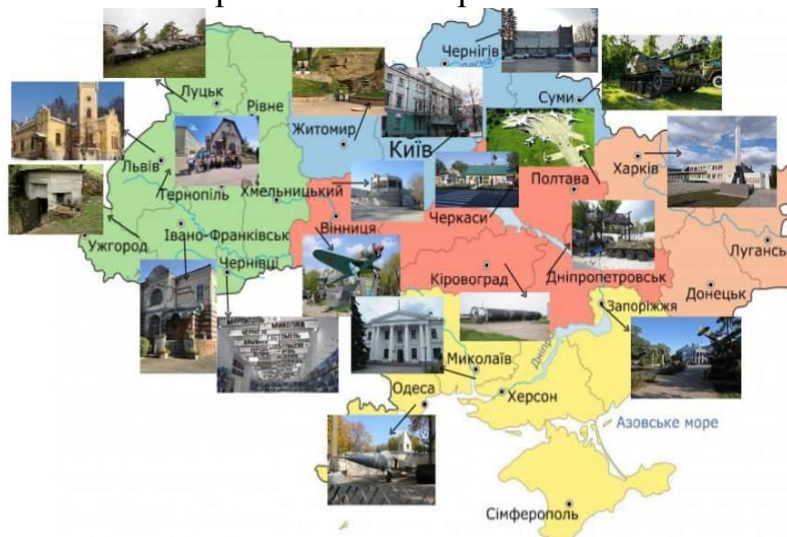 Чернігів
Суми
Луцьк
Рівне
Житомир
Київ
Львів
Тернопіль
Хмельницький
Полтава
Харків
Черкаси
Вінниця
Ужгород
Івано-Франківськ
Чернівці
Кіровоград
Дніпропетровськ
Луганськ
Донецьк
Запоріжжя
Миколаїв
Дніпро
Одеса
Херсон
Азовське море
Сімферополь